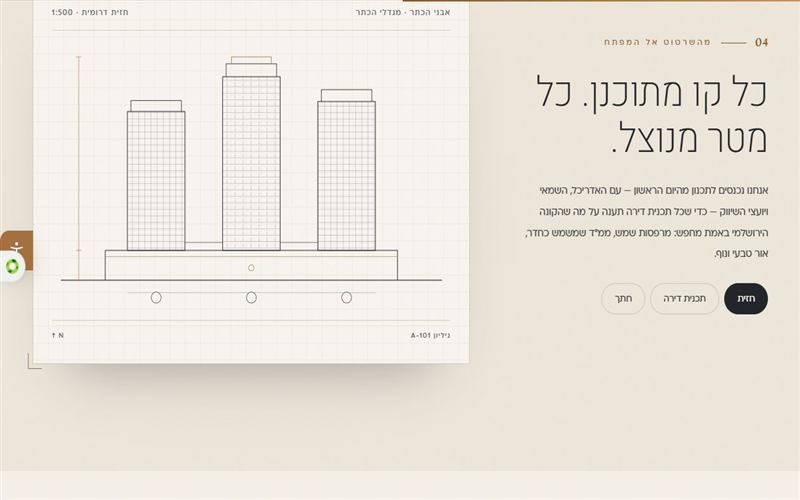 04 — מהשרטוט אל המפתח
כל קו מתוכנן. כל
מטר מנוצל.
אנחנו נכנסים לתכנון מהיום הראשון – עם האדריכל, השמאי
ויועצי השיווק – כדי שכל תכנית דירה תענה על מה שהקונה
הירושלמי באמת מחפש: מרפסות שמש, ממ"ד שמשמש כחדר,
אור טבעי ונוף.
חזית
תכנית דירה
חתך
אבני הכתר · מגדלי הכתר
חזית דרומית · 1:500
גיליון A-101
N ↑